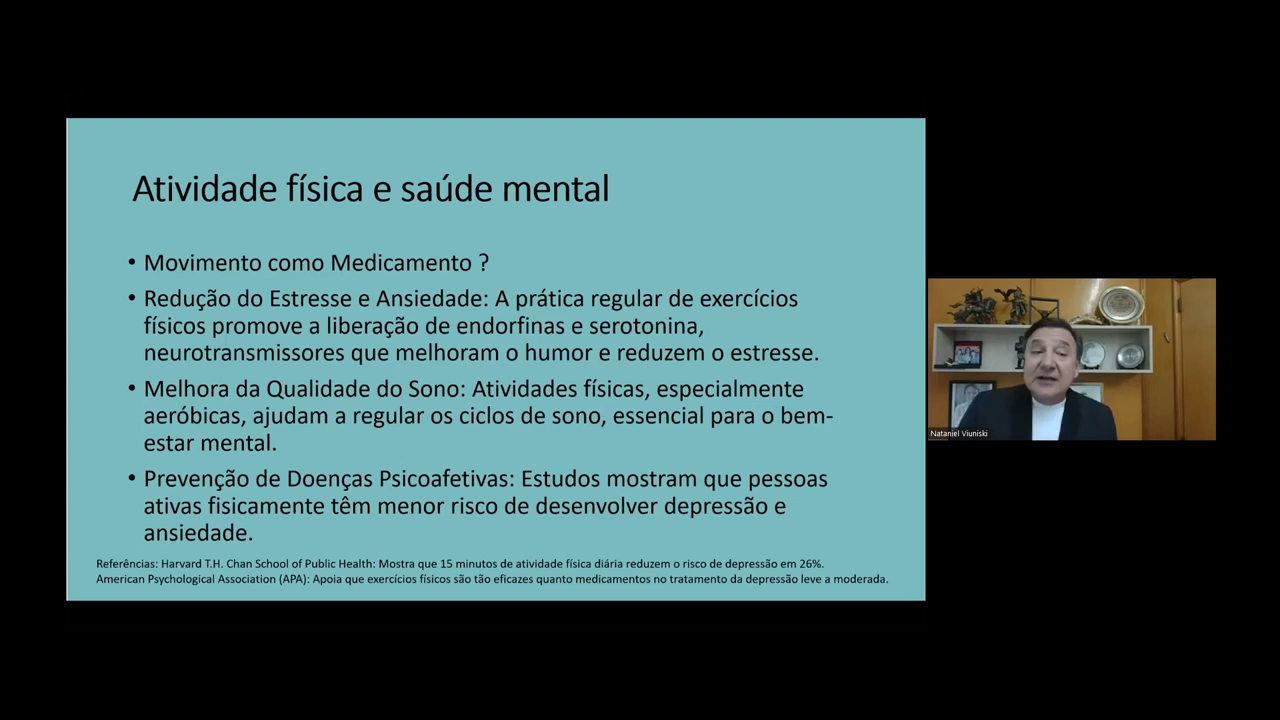 Atividade física e saúde mental
• Movimento como Medicamento ?
• Redução do Estresse e Ansiedade: A prática regular de exercícios
físicos promove a liberação de endorfinas e serotonina,
neurotransmissores que melhoram o humor e reduzem o estresse.
• Melhora da Qualidade do Sono: Atividades físicas, especialmente
aeróbicas, ajudam a regular os ciclos de sono, essencial para o bem-
estar mental.
• Prevenção de Doenças Psicoafetivas: Estudos mostram que pessoas
ativas fisicamente têm menor risco de desenvolver depressão e
ansiedade.
Referências: Harvard T.H. Chan School of Public Health: Mostra que 15 minutos de atividade física diária reduzem o risco de depressão em 26%.
American Psychological Association (APA): Apoia que exercícios físicos são tão eficazes quanto medicamentos no tratamento da depressão leve a moderada.
Nataniel Viuniski